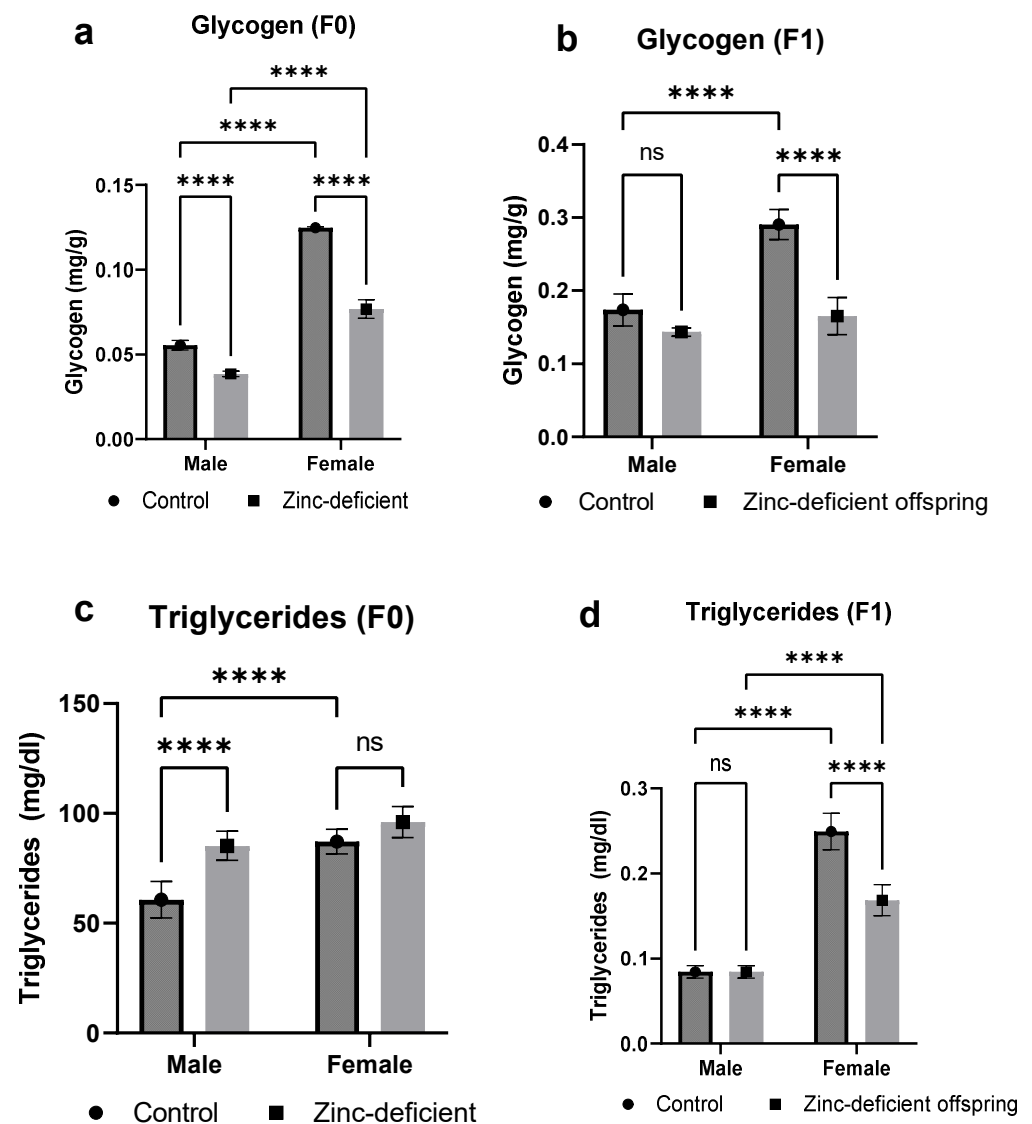 a
Glycogen (F0)
****
****
**** ****
Glycogen (mg/g)
0.15
0.10
0.05
0.00
Male Female
Control Zinc-deficient
b
Glycogen (F1)
****
ns ****
Glycogen (mg/g)
0.4
0.3
0.2
0.1
0.0
Male Female
Control Zinc-deficient offspring
c
Triglycerides (F0)
****
**** ns
Triglycerides (mg/dl)
150
100
50
0
Male Female
Control Zinc-deficient
d
Triglycerides (F1)
****
****
ns ****
Triglycerides (mg/dl)
0.3
0.2
0.1
0.0
Male Female
Control Zinc-deficient offspring